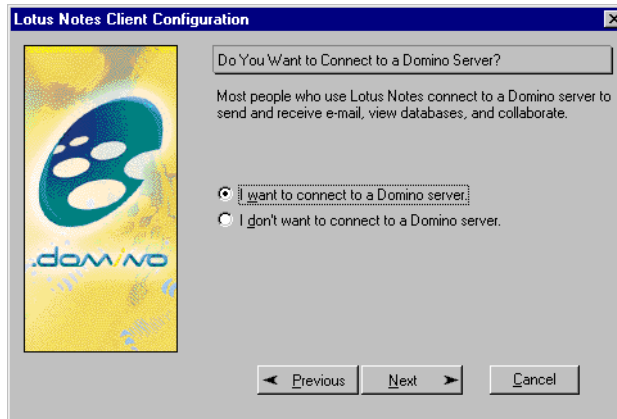 Lotus Notes Client Configuration
Do You Want to Connect to a Domino Server?
Most people who use Lotus Notes connect to a Domino server to
send and receive e-mail, view databases, and collaborate.
I want to connect to a Domino server.
I don't want to connect to a Domino server.
.domino
Previous
Next
Cancel